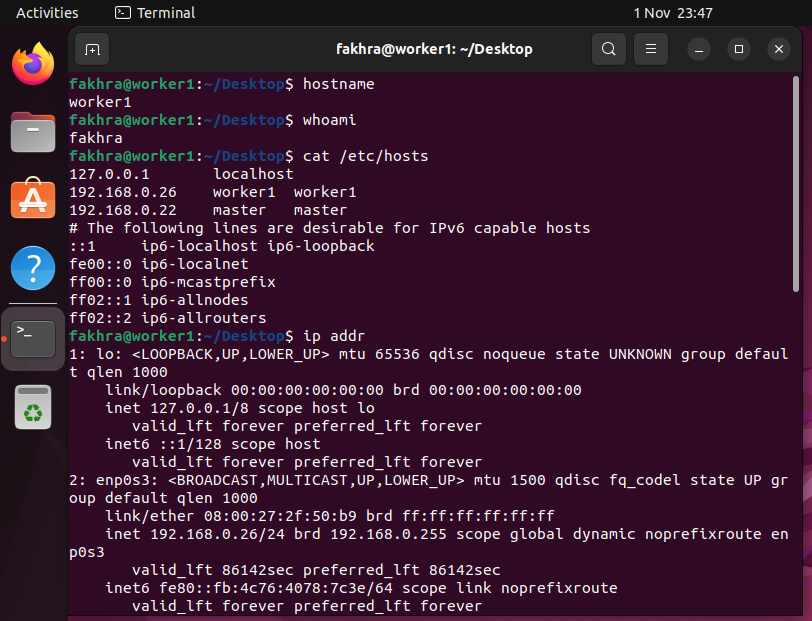 Activities
Terminal
1 Nov 23:47
fakhra@worker1: ~/Desktop
fakhra@worker1:~/Desktop$ hostname
worker1
fakhra@worker1:~/Desktop$ whoami
fakhra
fakhra@worker1:~/Desktop$ cat /etc/hosts
127.0.0.1       localhost
192.168.0.26    worker1  worker1
192.168.0.22    master   master
# The following lines are desirable for IPv6 capable hosts
::1     ip6-localhost ip6-loopback
fe00::0 ip6-localnet
ff00::0 ip6-mcastprefix
ff02::1 ip6-allnodes
ff02::2 ip6-allrouters
fakhra@worker1:~/Desktop$ ip addr
1: lo: <LOOPBACK,UP,LOWER_UP> mtu 65536 qdisc noqueue state UNKNOWN group defaul
t qlen 1000
    link/loopback 00:00:00:00:00:00 brd 00:00:00:00:00:00
    inet 127.0.0.1/8 scope host lo
       valid_lft forever preferred_lft forever
    inet6 ::1/128 scope host
       valid_lft forever preferred_lft forever
2: enp0s3: <BROADCAST,MULTICAST,UP,LOWER_UP> mtu 1500 qdisc fq_codel state UP gr
oup default qlen 1000
    link/ether 08:00:27:2f:50:b9 brd ff:ff:ff:ff:ff:ff
    inet 192.168.0.26/24 brd 192.168.0.255 scope global dynamic noprefixroute en
p0s3
       valid_lft 86142sec preferred_lft 86142sec
    inet6 fe80::fb:4c76:4078:7c3e/64 scope link noprefixroute
       valid_lft forever preferred_lft forever